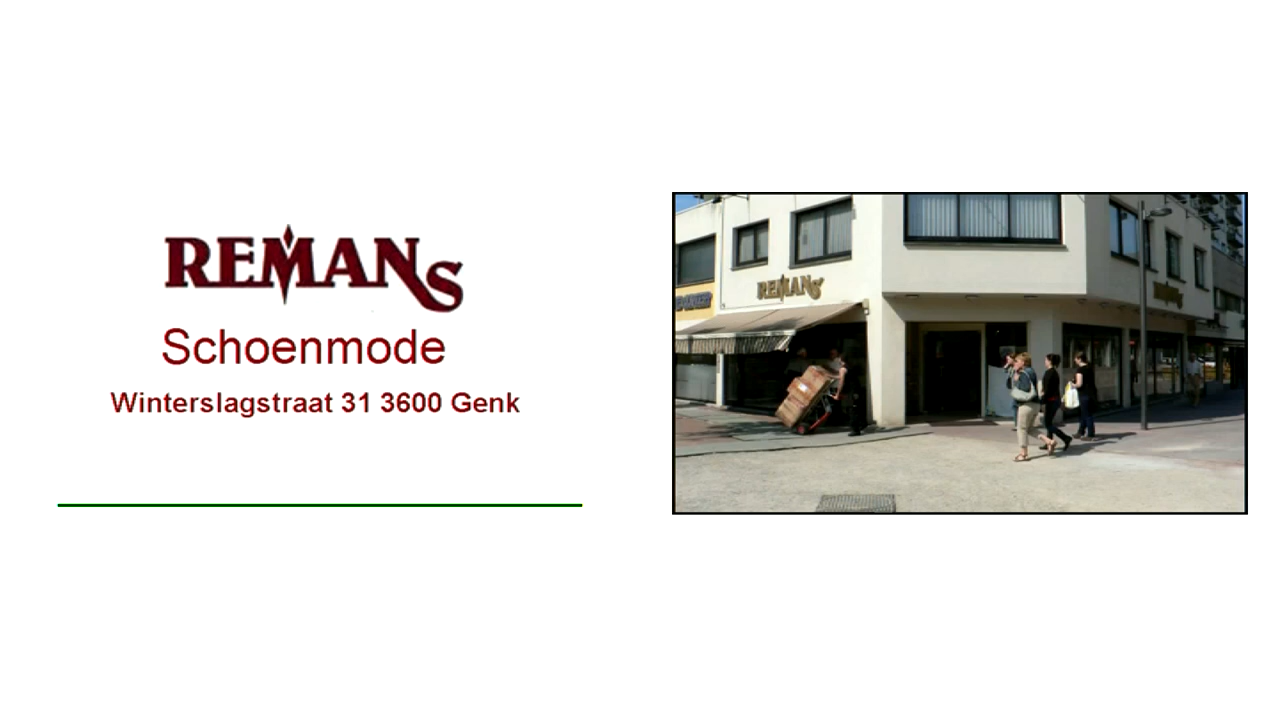 REMANS
Schoenmode
Winterslagstraat 31 3600 Genk
REMANS